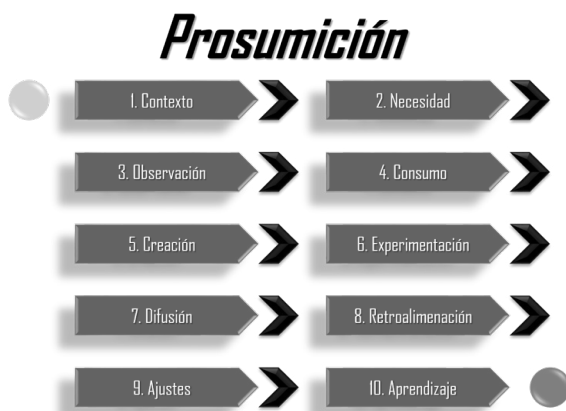 Prosumición
1. Contexto
2. Necesidad
3. Observación
4. Consumo
5. Creación
6. Experimentación
7. Difusión
8. Retroalimenación
9. Ajustes
10. Aprendizaje